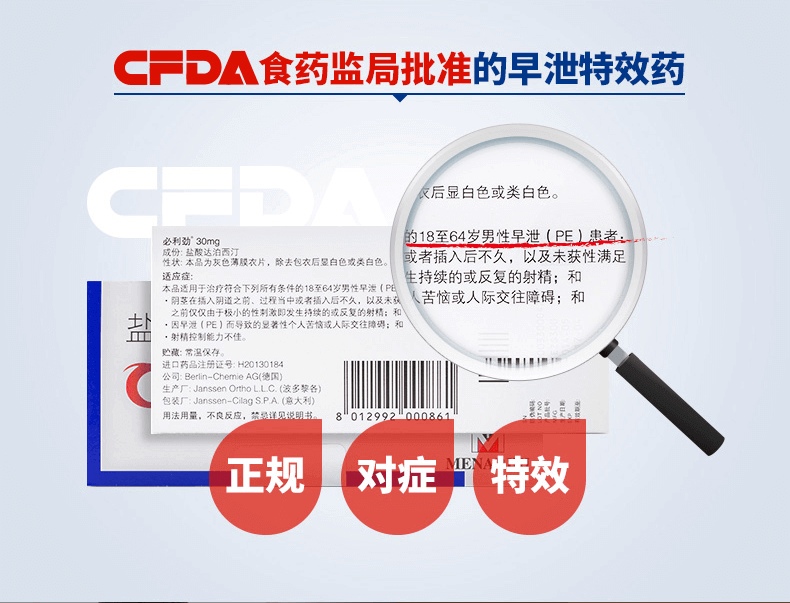 CFDA食药监局批准的早泄特效药
CFDA
必利劲® 30mg
成份: 盐酸达泊西汀
性状: 本品为灰色薄膜衣片，除去包衣后显白色或类白色。
适应症:
本品适用于治疗符合下列所有条件的18至64岁男性早泄（PE）
·阴茎在插入阴道之前、过程当中或者插入后不久，以及未获
之前仅仅由于极小的性刺激即发生持续的或反复的射精；和
·因早泄（PE）而导致的显著性个人苦恼或人际交往障碍；和
·射精控制能力不佳。
贮藏: 常温保存。
进口药品注册证号: H20130184
公司: Berlin-Chemie AG(德国)
生产厂: Janssen Ortho L.L.C. (波多黎各)
包装厂: Janssen-Cilag S.P.A. (意大利)
用法用量，不良反应，禁忌详见说明书。
8 012992 000861
衣后显白色或类白色。
的18至64岁男性早泄（PE）患者:
或者插入后不久，以及未获性满足
生持续的或反复的射精；和
人苦恼或人际交往障碍；和
盐
MENA
正规
对症
特效